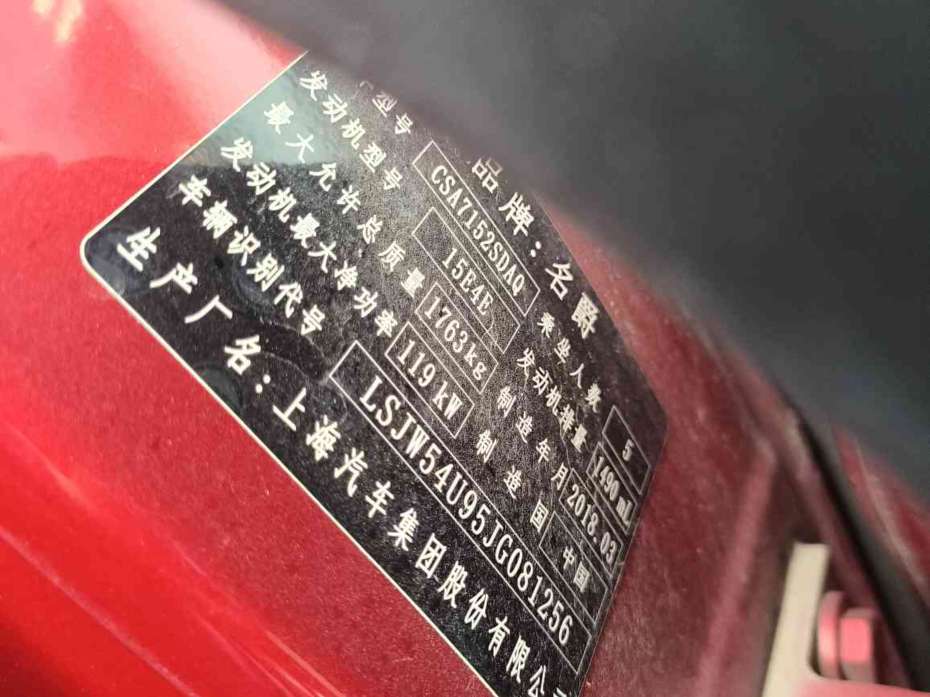 品牌：名爵
型号 CSA7152SDAQ 乘坐人数 5
发动机型号 15E4E 发动机排量 1490 mL
最大允许总质量 1763kg 制造年月 2018.03
发动机最大净功率 119 kW 制造国 中国
车辆识别代号 LSJW54U95JG081256
生产厂名：上海汽车集团股份有限公